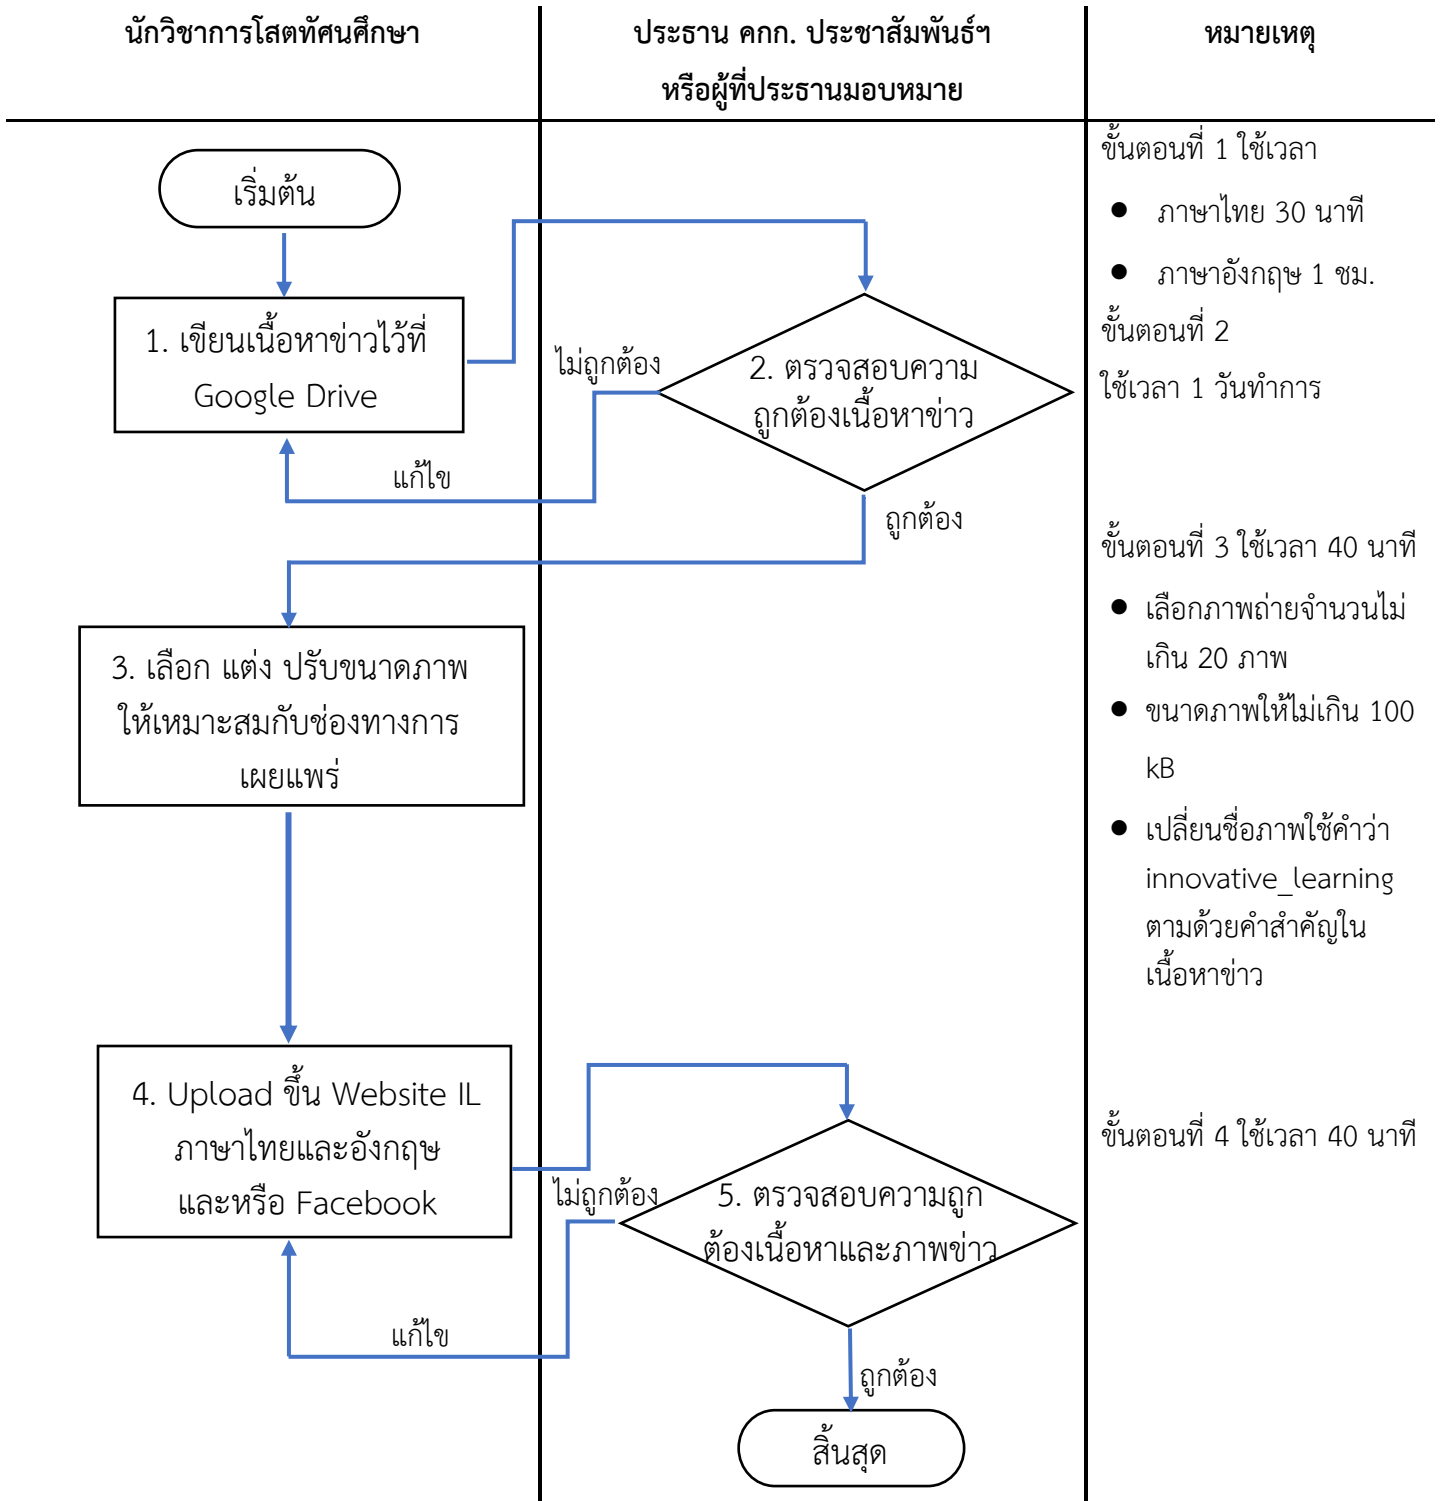 นักวิชาการโสตทัศนศึกษา
ประธาน คกก. ประชาสัมพันธ์ฯ
หรือผู้ที่ประธานมอบหมาย
หมายเหตุ
เริ่มต้น
1. เขียนเนื้อหาข่าวไว้ที่
Google Drive
ไม่ถูกต้อง
2. ตรวจสอบความ
ถูกต้องเนื้อหาข่าว
แก้ไข
ถูกต้อง
3. เลือก แต่ง ปรับขนาดภาพ
ให้เหมาะสมกับช่องทางการ
เผยแพร่
4. Upload ขึ้น Website IL
ภาษาไทยและอังกฤษ
และหรือ Facebook
ไม่ถูกต้อง
5. ตรวจสอบความถูก
ต้องเนื้อหาและภาพข่าว
แก้ไข
ถูกต้อง
สิ้นสุด
ขั้นตอนที่ 1 ใช้เวลา
● ภาษาไทย 30 นาที
● ภาษาอังกฤษ 1 ชม.
ขั้นตอนที่ 2
ใช้เวลา 1 วันทำการ
ขั้นตอนที่ 3 ใช้เวลา 40 นาที
● เลือกภาพถ่ายจำนวนไม่
เกิน 20 ภาพ
● ขนาดภาพให้ไม่เกิน 100
kB
● เปลี่ยนชื่อภาพใช้คำว่า
innovative_learning
ตามด้วยคำสำคัญใน
เนื้อหาข่าว
ขั้นตอนที่ 4 ใช้เวลา 40 นาที